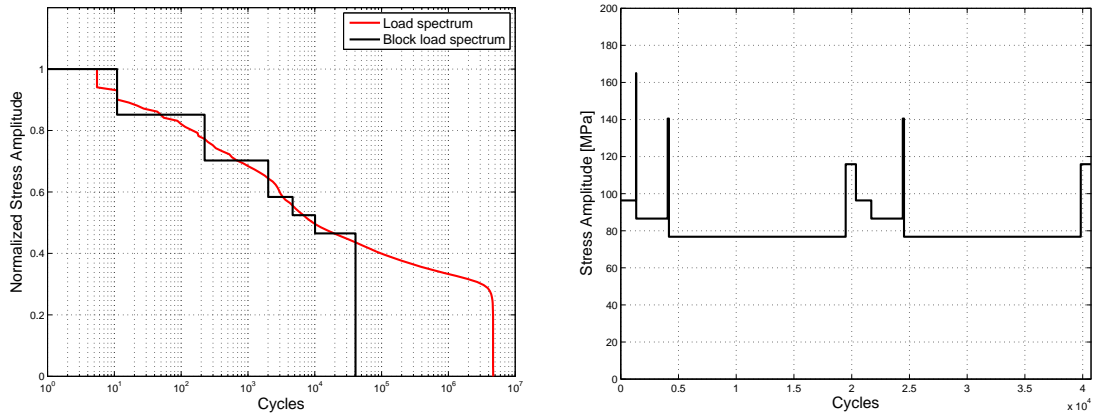 Load spectrum
Block load spectrum
1
0.8
0.6
0.4
0.2
0
10^0 10^1 10^2 10^3 10^4 10^5 10^6 10^7
Cycles
Normalized Stress Amplitude
200
180
160
140
120
100
80
60
40
20
0
0 0.5 1 1.5 2 2.5 3 3.5 4
x 10^4
Cycles
Stress Amplitude [MPa]